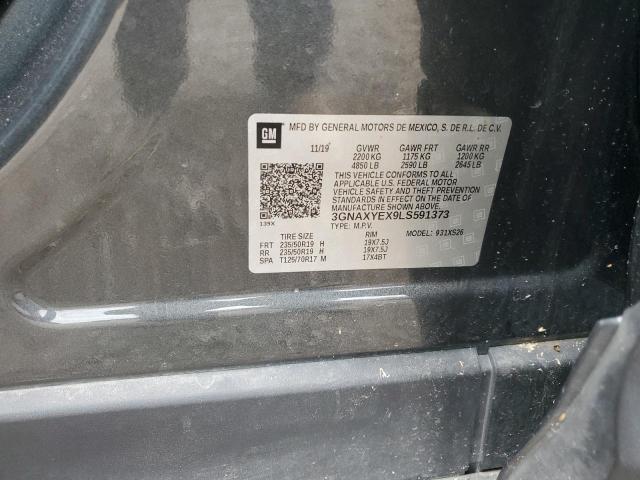 GM MFD BY GENERAL MOTORS DE MEXICO, S. DE R.L. DE C.V.
11/19 GVWR GAWR FRT GAWR RR
2200 KG 1175 KG 1200 KG
4850 LB 2590 LB 2645 LB
THIS VEHICLE CONFORMS TO ALL
APPLICABLE U.S. FEDERAL MOTOR
VEHICLE SAFETY AND THEFT PREVENTION
STANDARDS IN EFFECT ON THE DATE OF
MANUFACTURE SHOWN ABOVE.
139X 3GNAXYEX9LS591373
TYPE: M.P.V. MODEL: 931XS26
TIRE SIZE RIM
FRT 235/50R19 H 19X7.5J
RR 235/50R19 H 19X7.5J
SPA T125/70R17 M 17X4BT